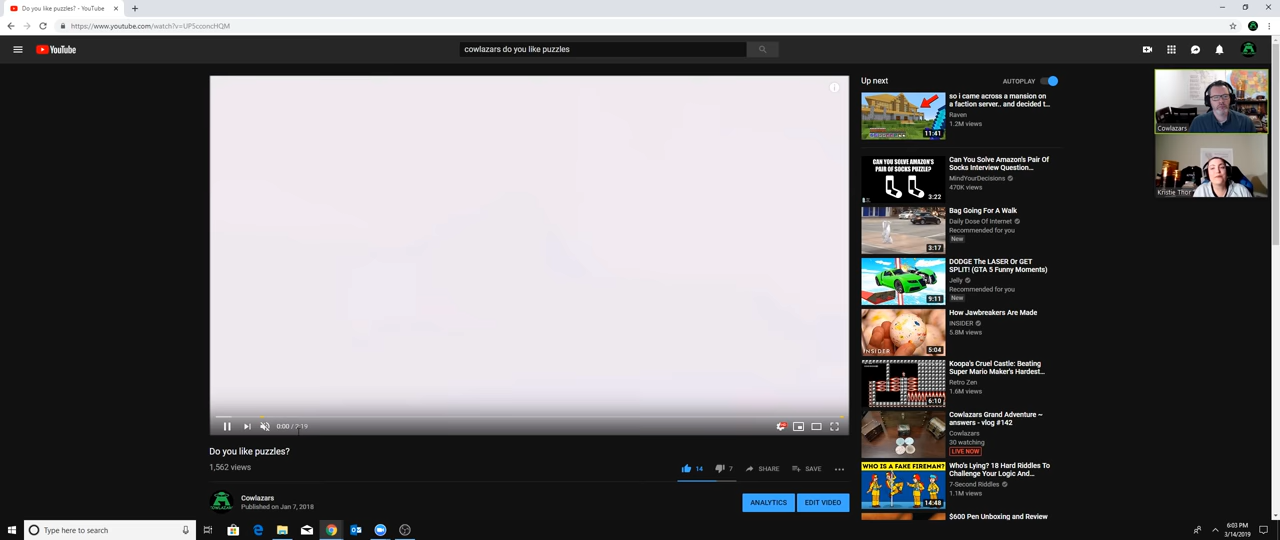 Do you like puzzles? - YouTube
https://www.youtube.com/watch?v=UPScconcHQM
YouTube
cowlazars do you like puzzles
Up next
AUTOPLAY
so i came across a mansion on
a faction server.. and decided t...
Raven
1.2M views
11:41
CAN YOU SOLVE AMAZON'S
PAIR OF SOCKS PUZZLE?
3:22
Can You Solve Amazon's Pair Of
Socks Interview Question...
MindYourDecisions
470K views
Bag Going For A Walk
Daily Dose Of Internet
Recommended for you
New
3:17
DODGE The LASER Or GET
SPLIT! (GTA 5 Funny Moments)
Jelly
Recommended for you
New
9:11
How Jawbreakers Are Made
INSIDER
5.8M views
INSIDER
5:04
Koopa's Cruel Castle: Beating
Super Mario Maker's Hardest...
Retro Zen
1.6M views
6:10
Cowlazars Grand Adventure ~
answers - vlog #142
Cowlazars
30 watching
LIVE NOW
WHO IS A FAKE FIREMAN?
14:48
Who's Lying? 18 Hard Riddles To
Challenge Your Logic And...
7-Second Riddles
1.1M views
$600 Pen Unboxing and Review
Cowlazars
Kristie Thor
0:00 / 2:19
Do you like puzzles?
1,562 views
14
7
SHARE
SAVE
Cowlazars
Published on Jan 7, 2018
ANALYTICS
EDIT VIDEO
Type here to search
6:03 PM
3/14/2019